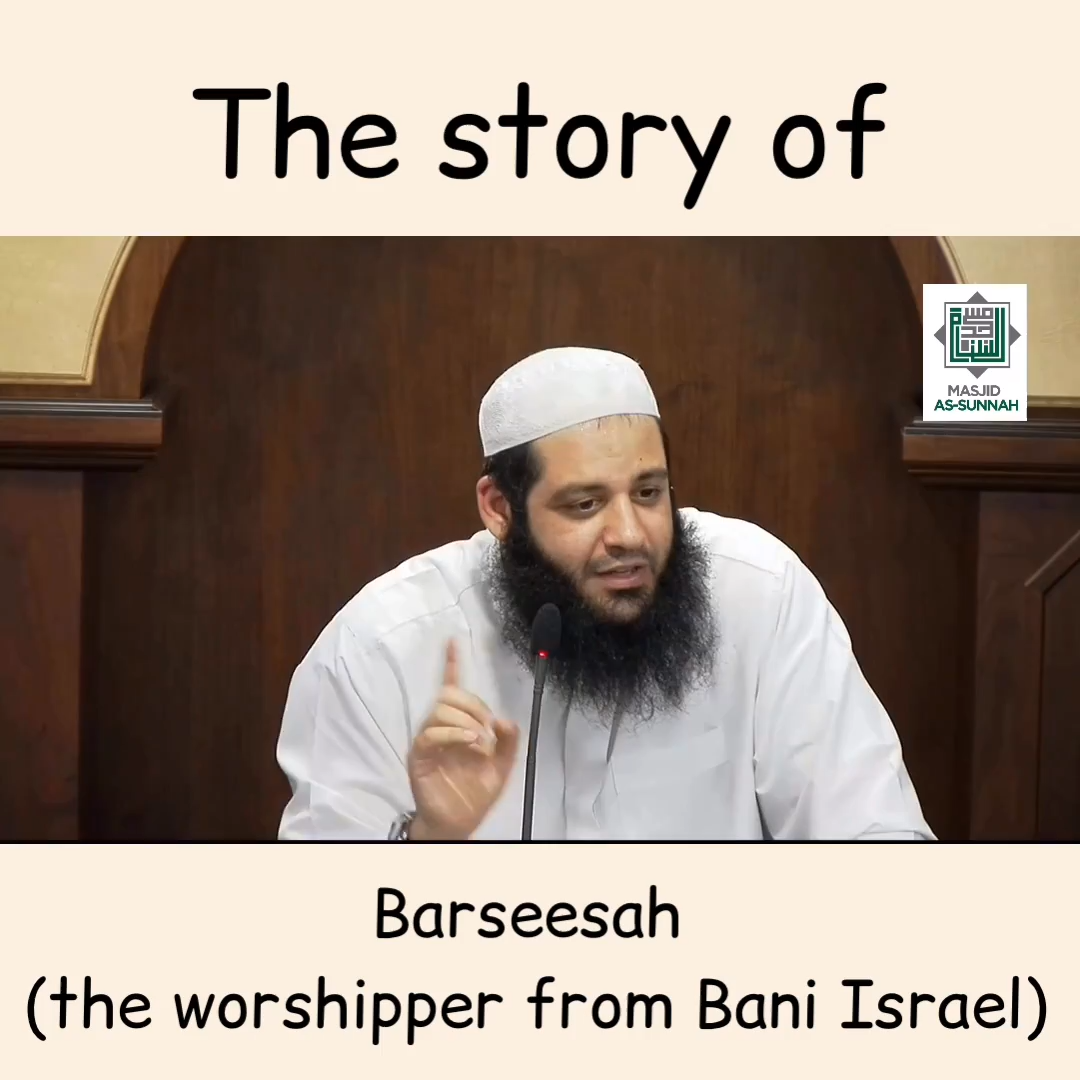 The story of
MASJID
AS-SUNNAH
Barseesah
(the worshipper from Bani Israel)